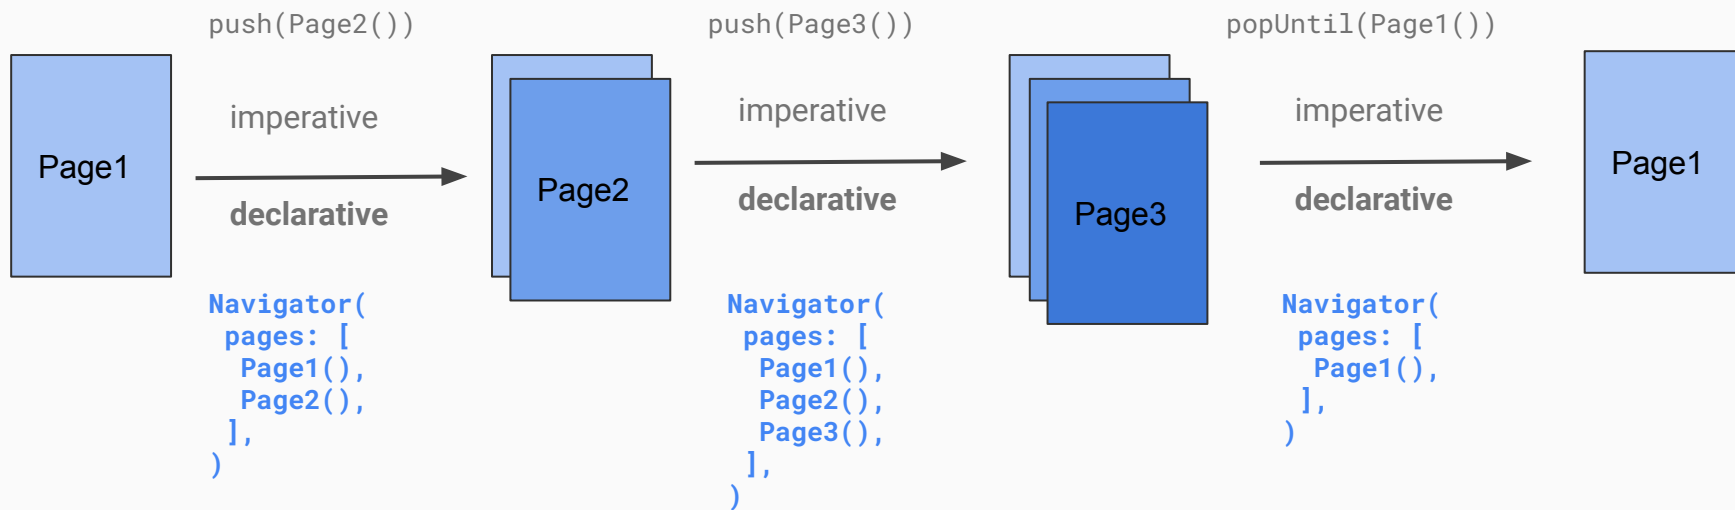 push(Page2())
push(Page3())
popUntil(Page1())
Page1
imperative
declarative
Page2
imperative
declarative
Page3
imperative
declarative
Page1
Navigator(
 pages: [
  Page1(),
  Page2(),
 ],
)
Navigator(
 pages: [
  Page1(),
  Page2(),
  Page3(),
 ],
)
Navigator(
 pages: [
  Page1(),
 ],
)